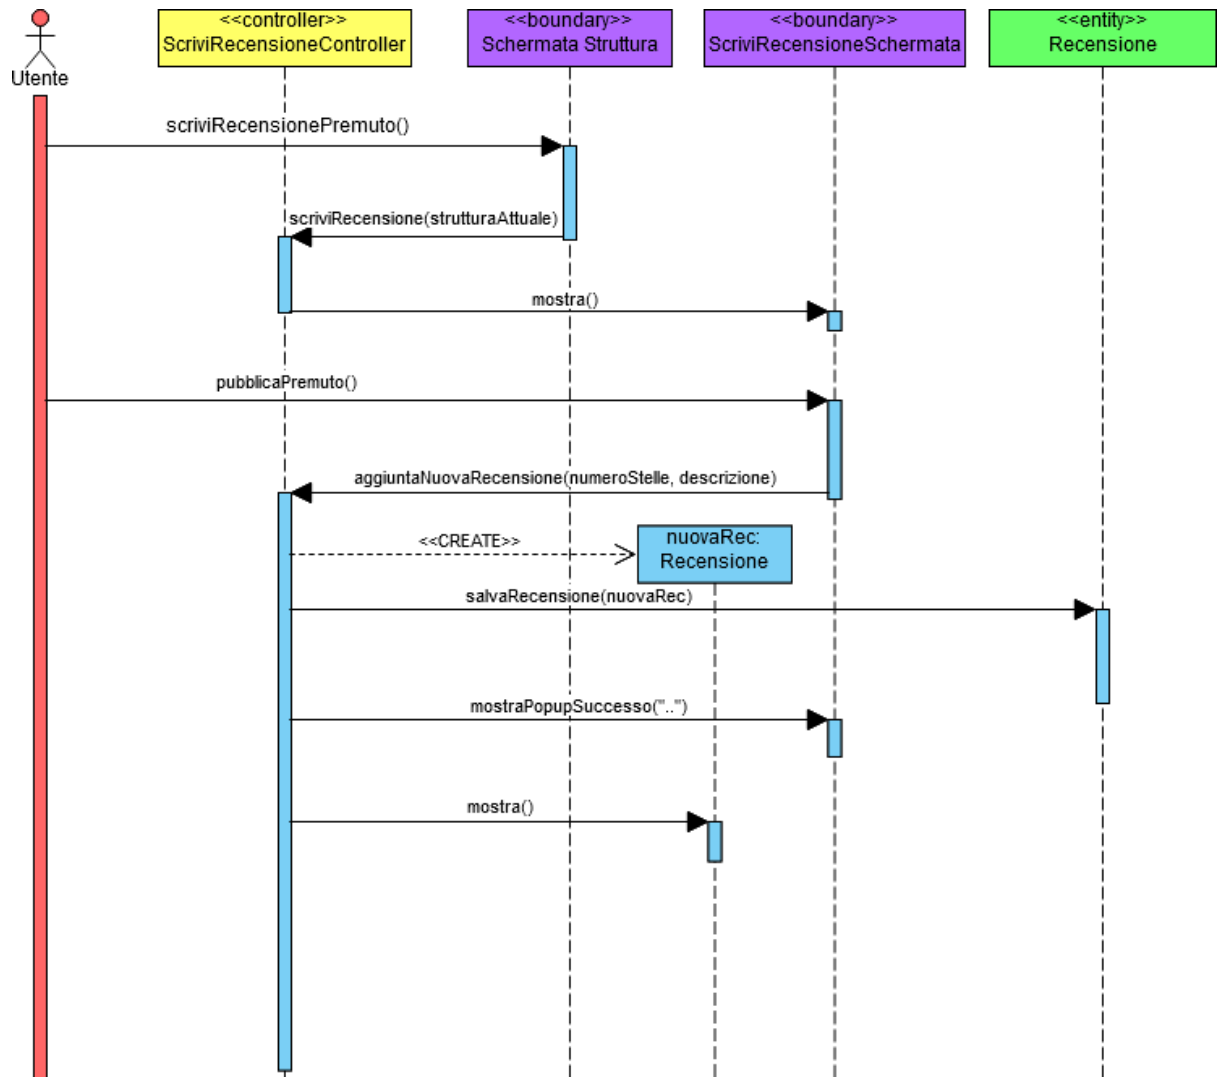 Utente
<<controller>>
ScriviRecensioneController
<<boundary>>
Schermata Struttura
<<boundary>>
ScriviRecensioneSchermata
<<entity>>
Recensione
scriviRecensionePremuto()
scriviRecensione(strutturaAttuale)
mostra()
pubblicaPremuto()
aggiuntaNuovaRecensione(numeroStelle, descrizione)
<<CREATE>>
nuovaRec:
Recensione
salvaRecensione(nuovaRec)
mostraPopupSuccesso("..")
mostra()